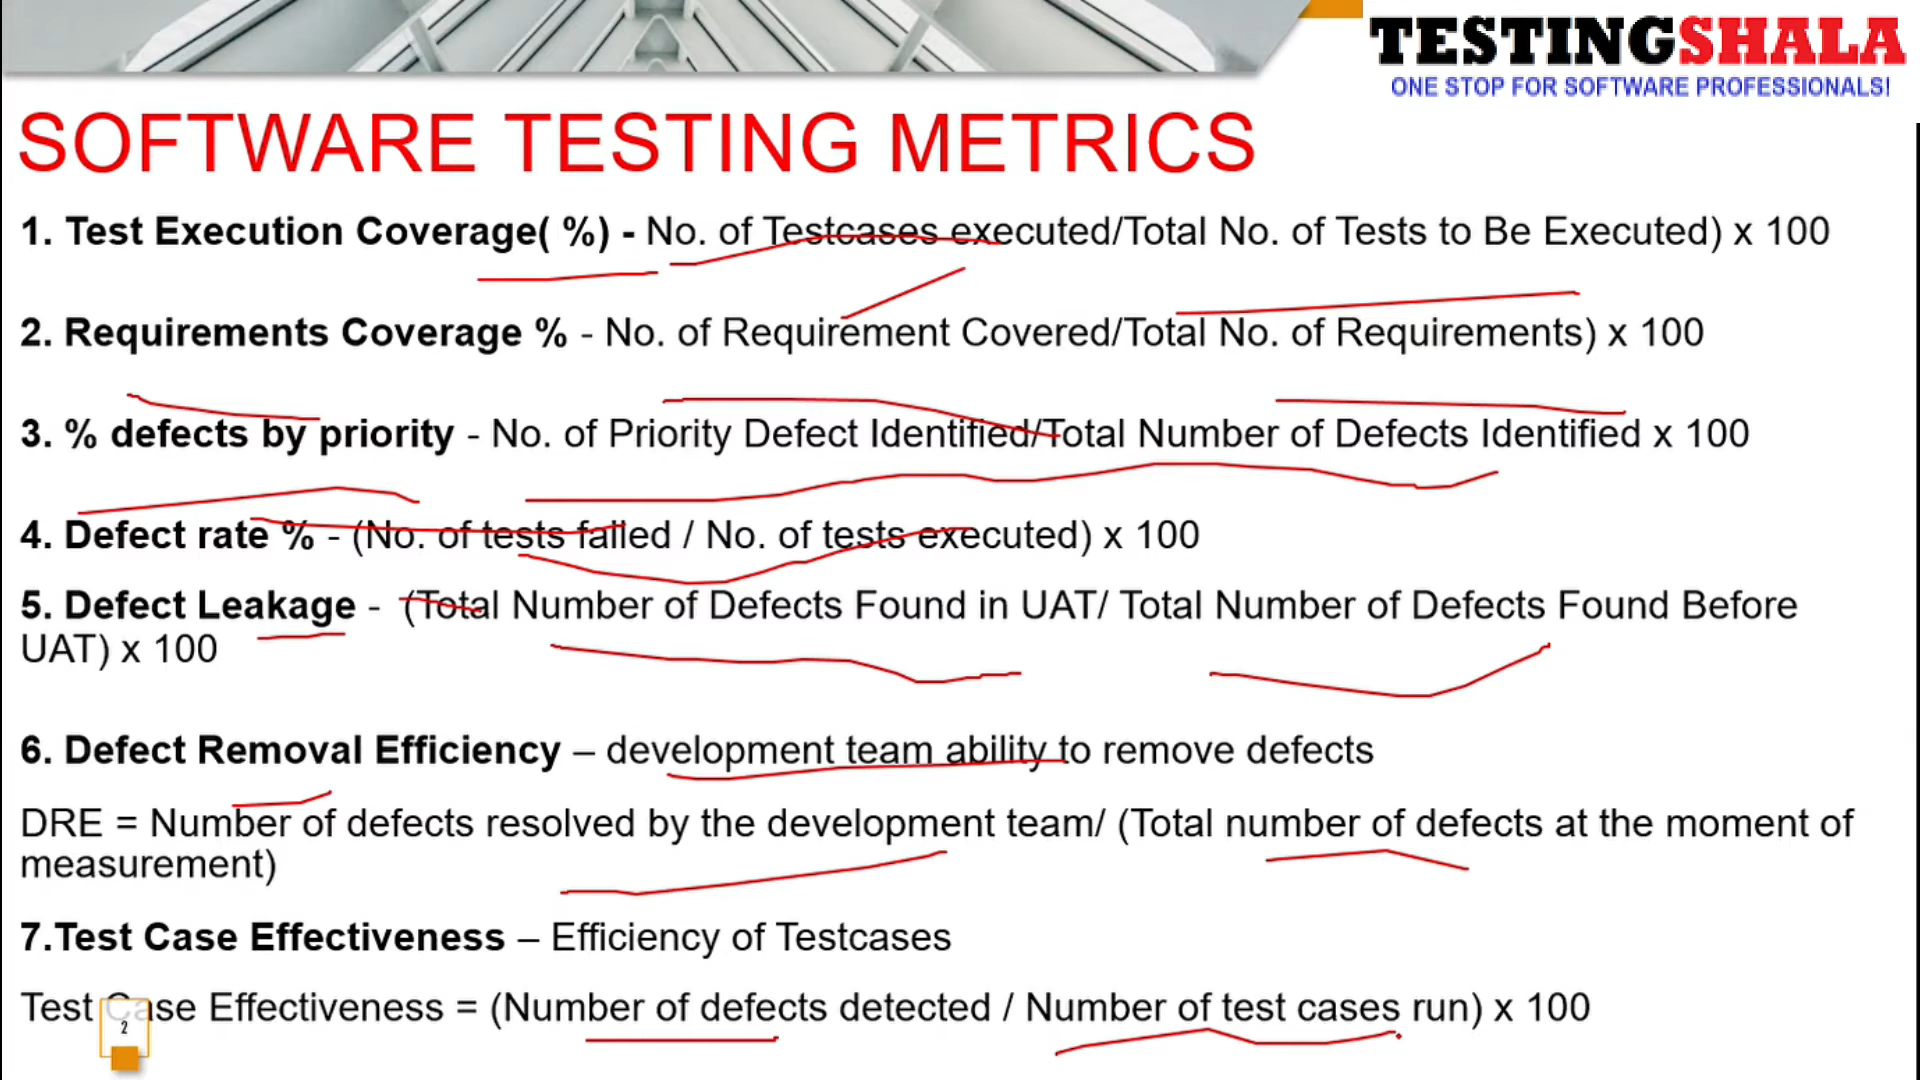 TESTINGSHALA
ONE STOP FOR SOFTWARE PROFESSIONALS!
SOFTWARE TESTING METRICS
1. Test Execution Coverage( %) - No. of Testcases executed/Total No. of Tests to Be Executed) x 100
2. Requirements Coverage % - No. of Requirement Covered/Total No. of Requirements) x 100
3. % defects by priority - No. of Priority Defect Identified/Total Number of Defects Identified x 100
4. Defect rate % - (No. of tests failed / No. of tests executed) x 100
5. Defect Leakage - (Total Number of Defects Found in UAT/ Total Number of Defects Found Before
UAT) x 100
6. Defect Removal Efficiency – development team ability to remove defects
DRE = Number of defects resolved by the development team/ (Total number of defects at the moment of
measurement)
7.Test Case Effectiveness – Efficiency of Testcases
Test Case Effectiveness = (Number of defects detected / Number of test cases run) x 100
2